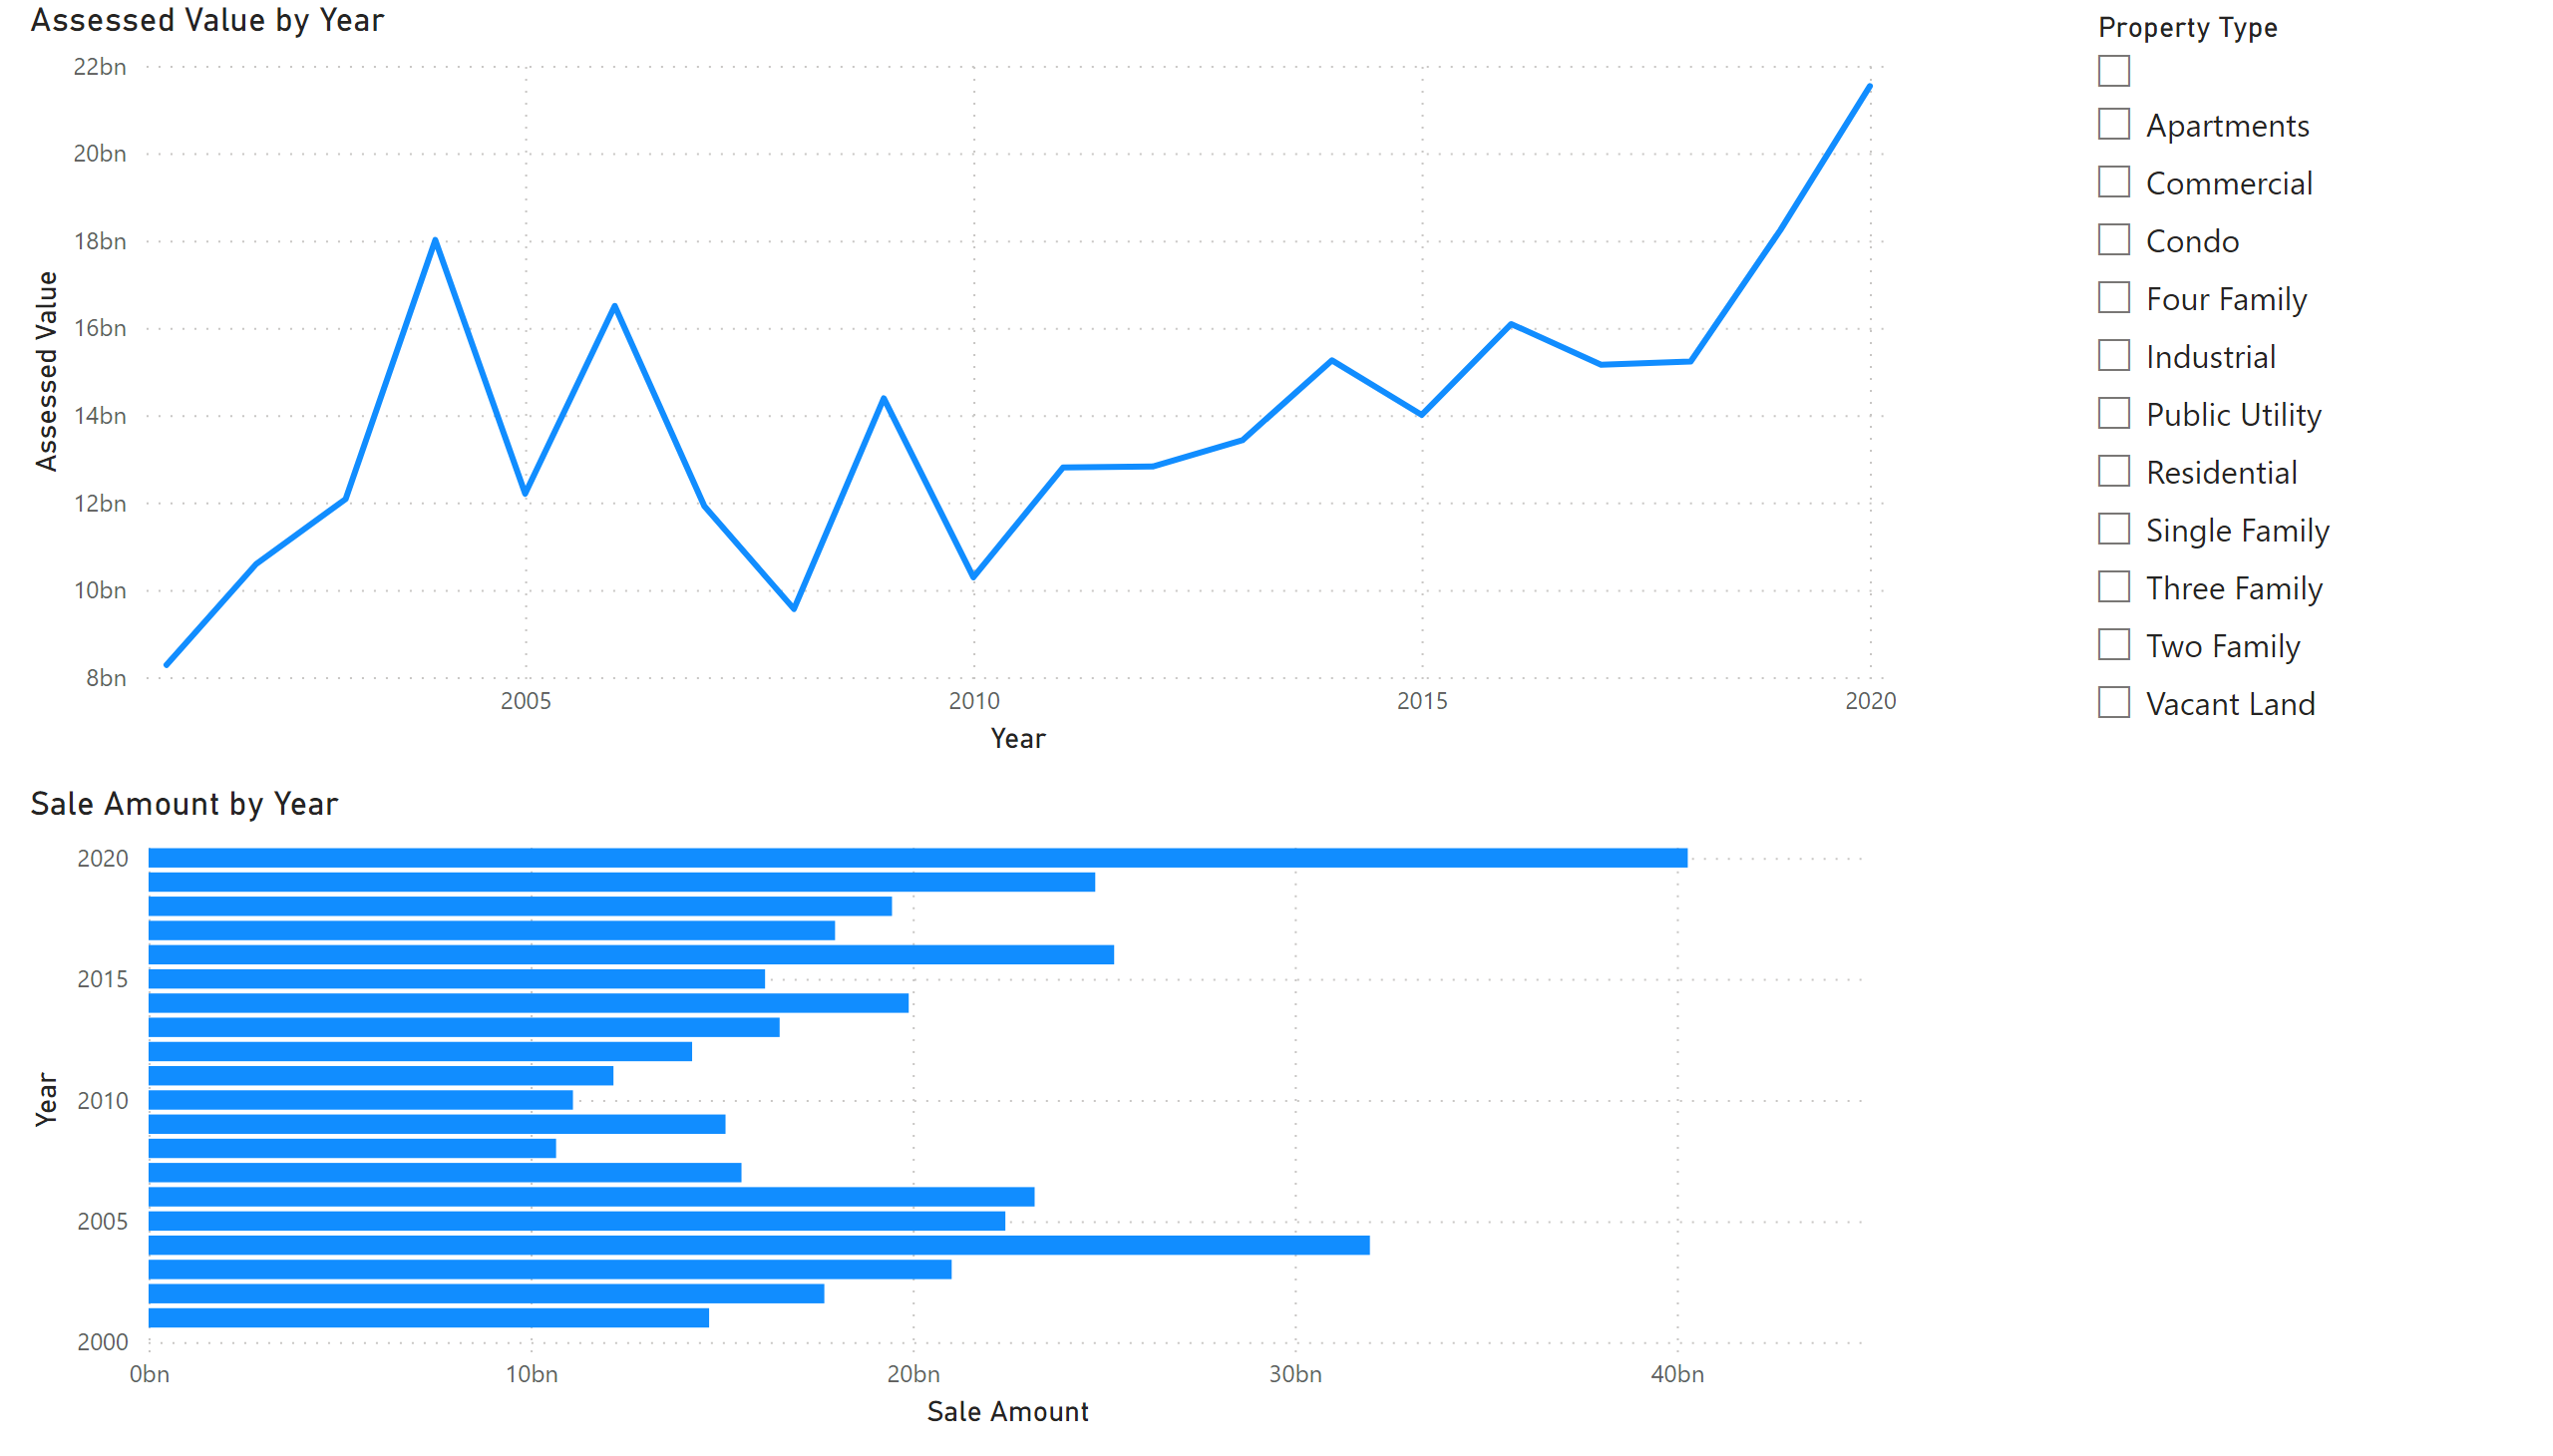 Assessed Value by Year
22bn
20bn
18bn
16bn
14bn
12bn
10bn
8bn
Assessed Value
2005 2010 2015 2020
Year
Property Type
Apartments
Commercial
Condo
Four Family
Industrial
Public Utility
Residential
Single Family
Three Family
Two Family
Vacant Land
Sale Amount by Year
2020
2015
2010
2005
2000
Year
0bn 10bn 20bn 30bn 40bn
Sale Amount